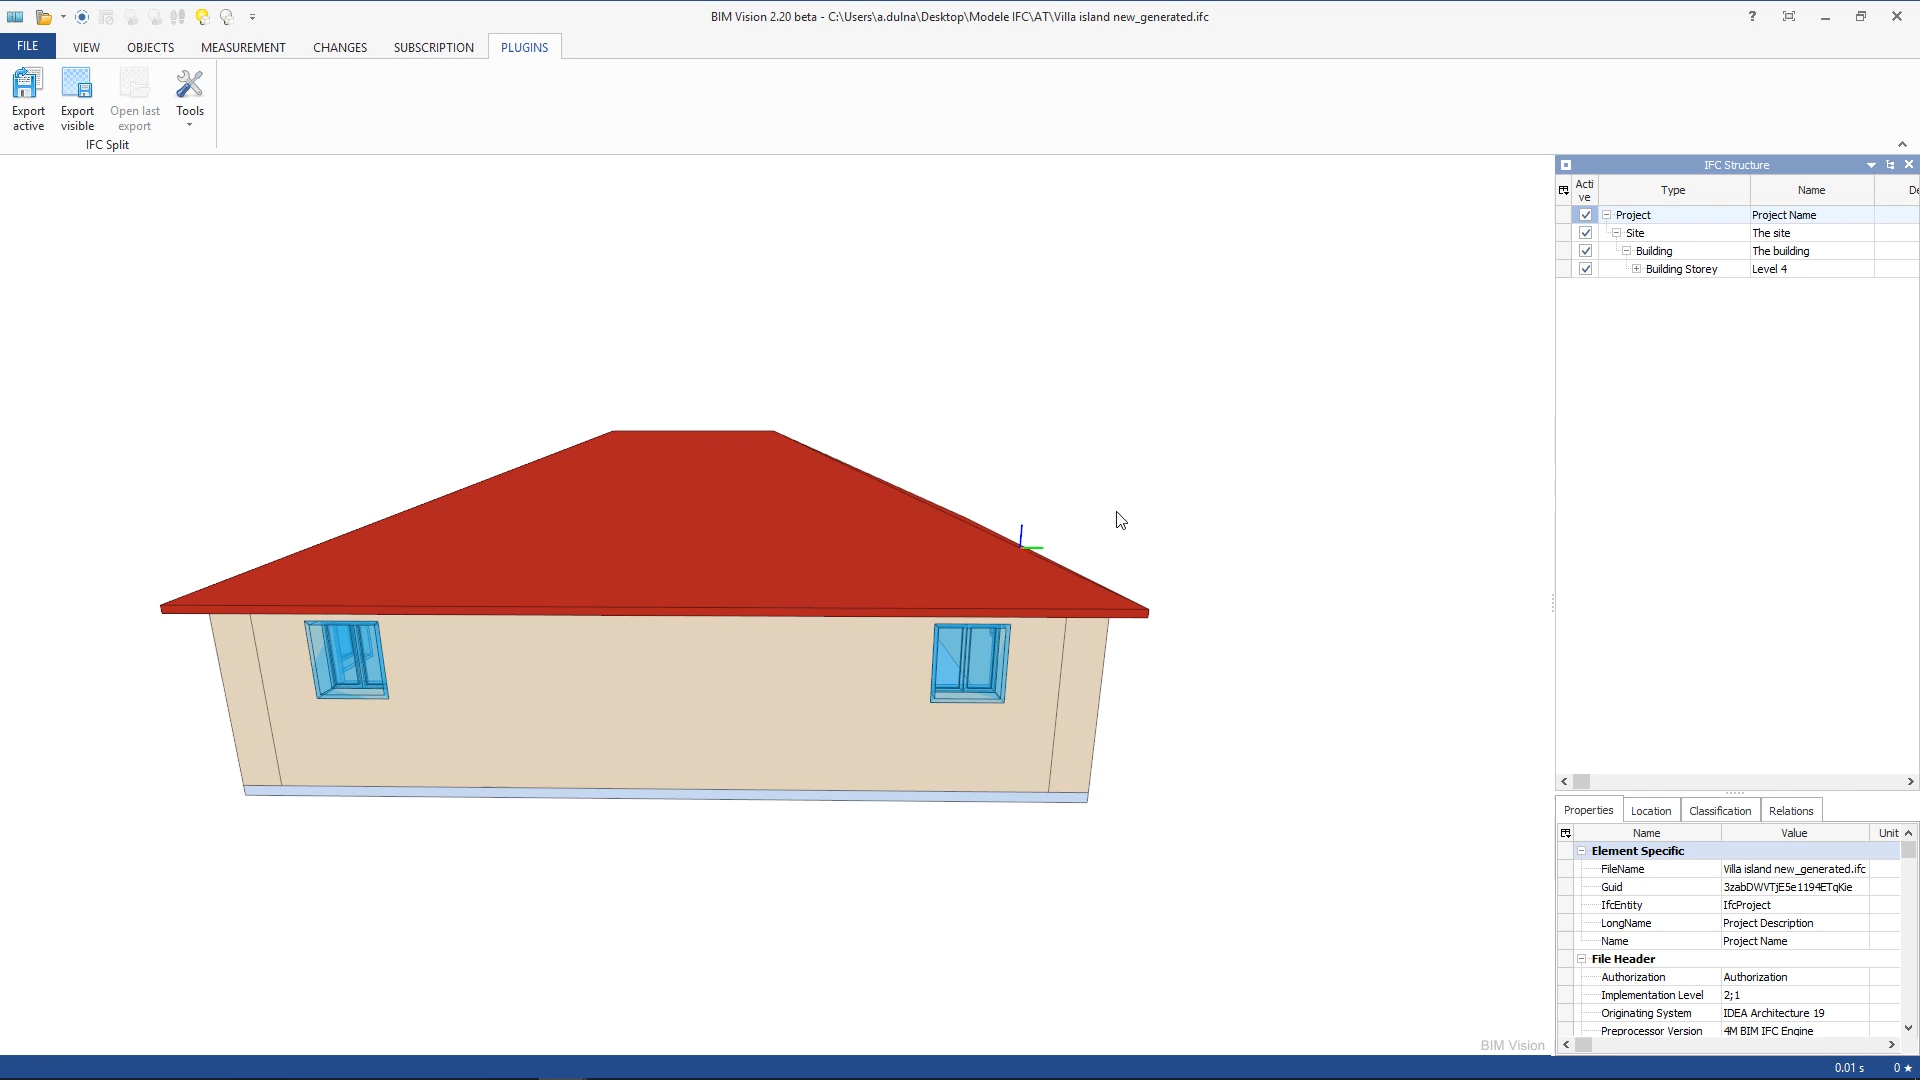 BIM Vision 2.20 beta - C:\Users\a.dulna\Desktop\Modele IFC\AT\Villa island new_generated.ifc
FILE VIEW OBJECTS MEASUREMENT CHANGES SUBSCRIPTION PLUGINS
Export active
Export visible
Open last export
Tools
IFC Split
IFC Structure
Active Type Name De
Project Project Name
Site The site
Building The building
Building Storey Level 4
Properties Location Classification Relations
Name Value Unit
Element Specific
FileName Villa island new_generated.ifc
Guid 3zabDWVTjE5e1194ETqKie
IfcEntity IfcProject
LongName Project Description
Name Project Name
File Header
Authorization Authorization
Implementation Level 2;1
Originating System IDEA Architecture 19
Preprocessor Version 4M BIM IFC Engine
BIM Vision
0.01 s 0